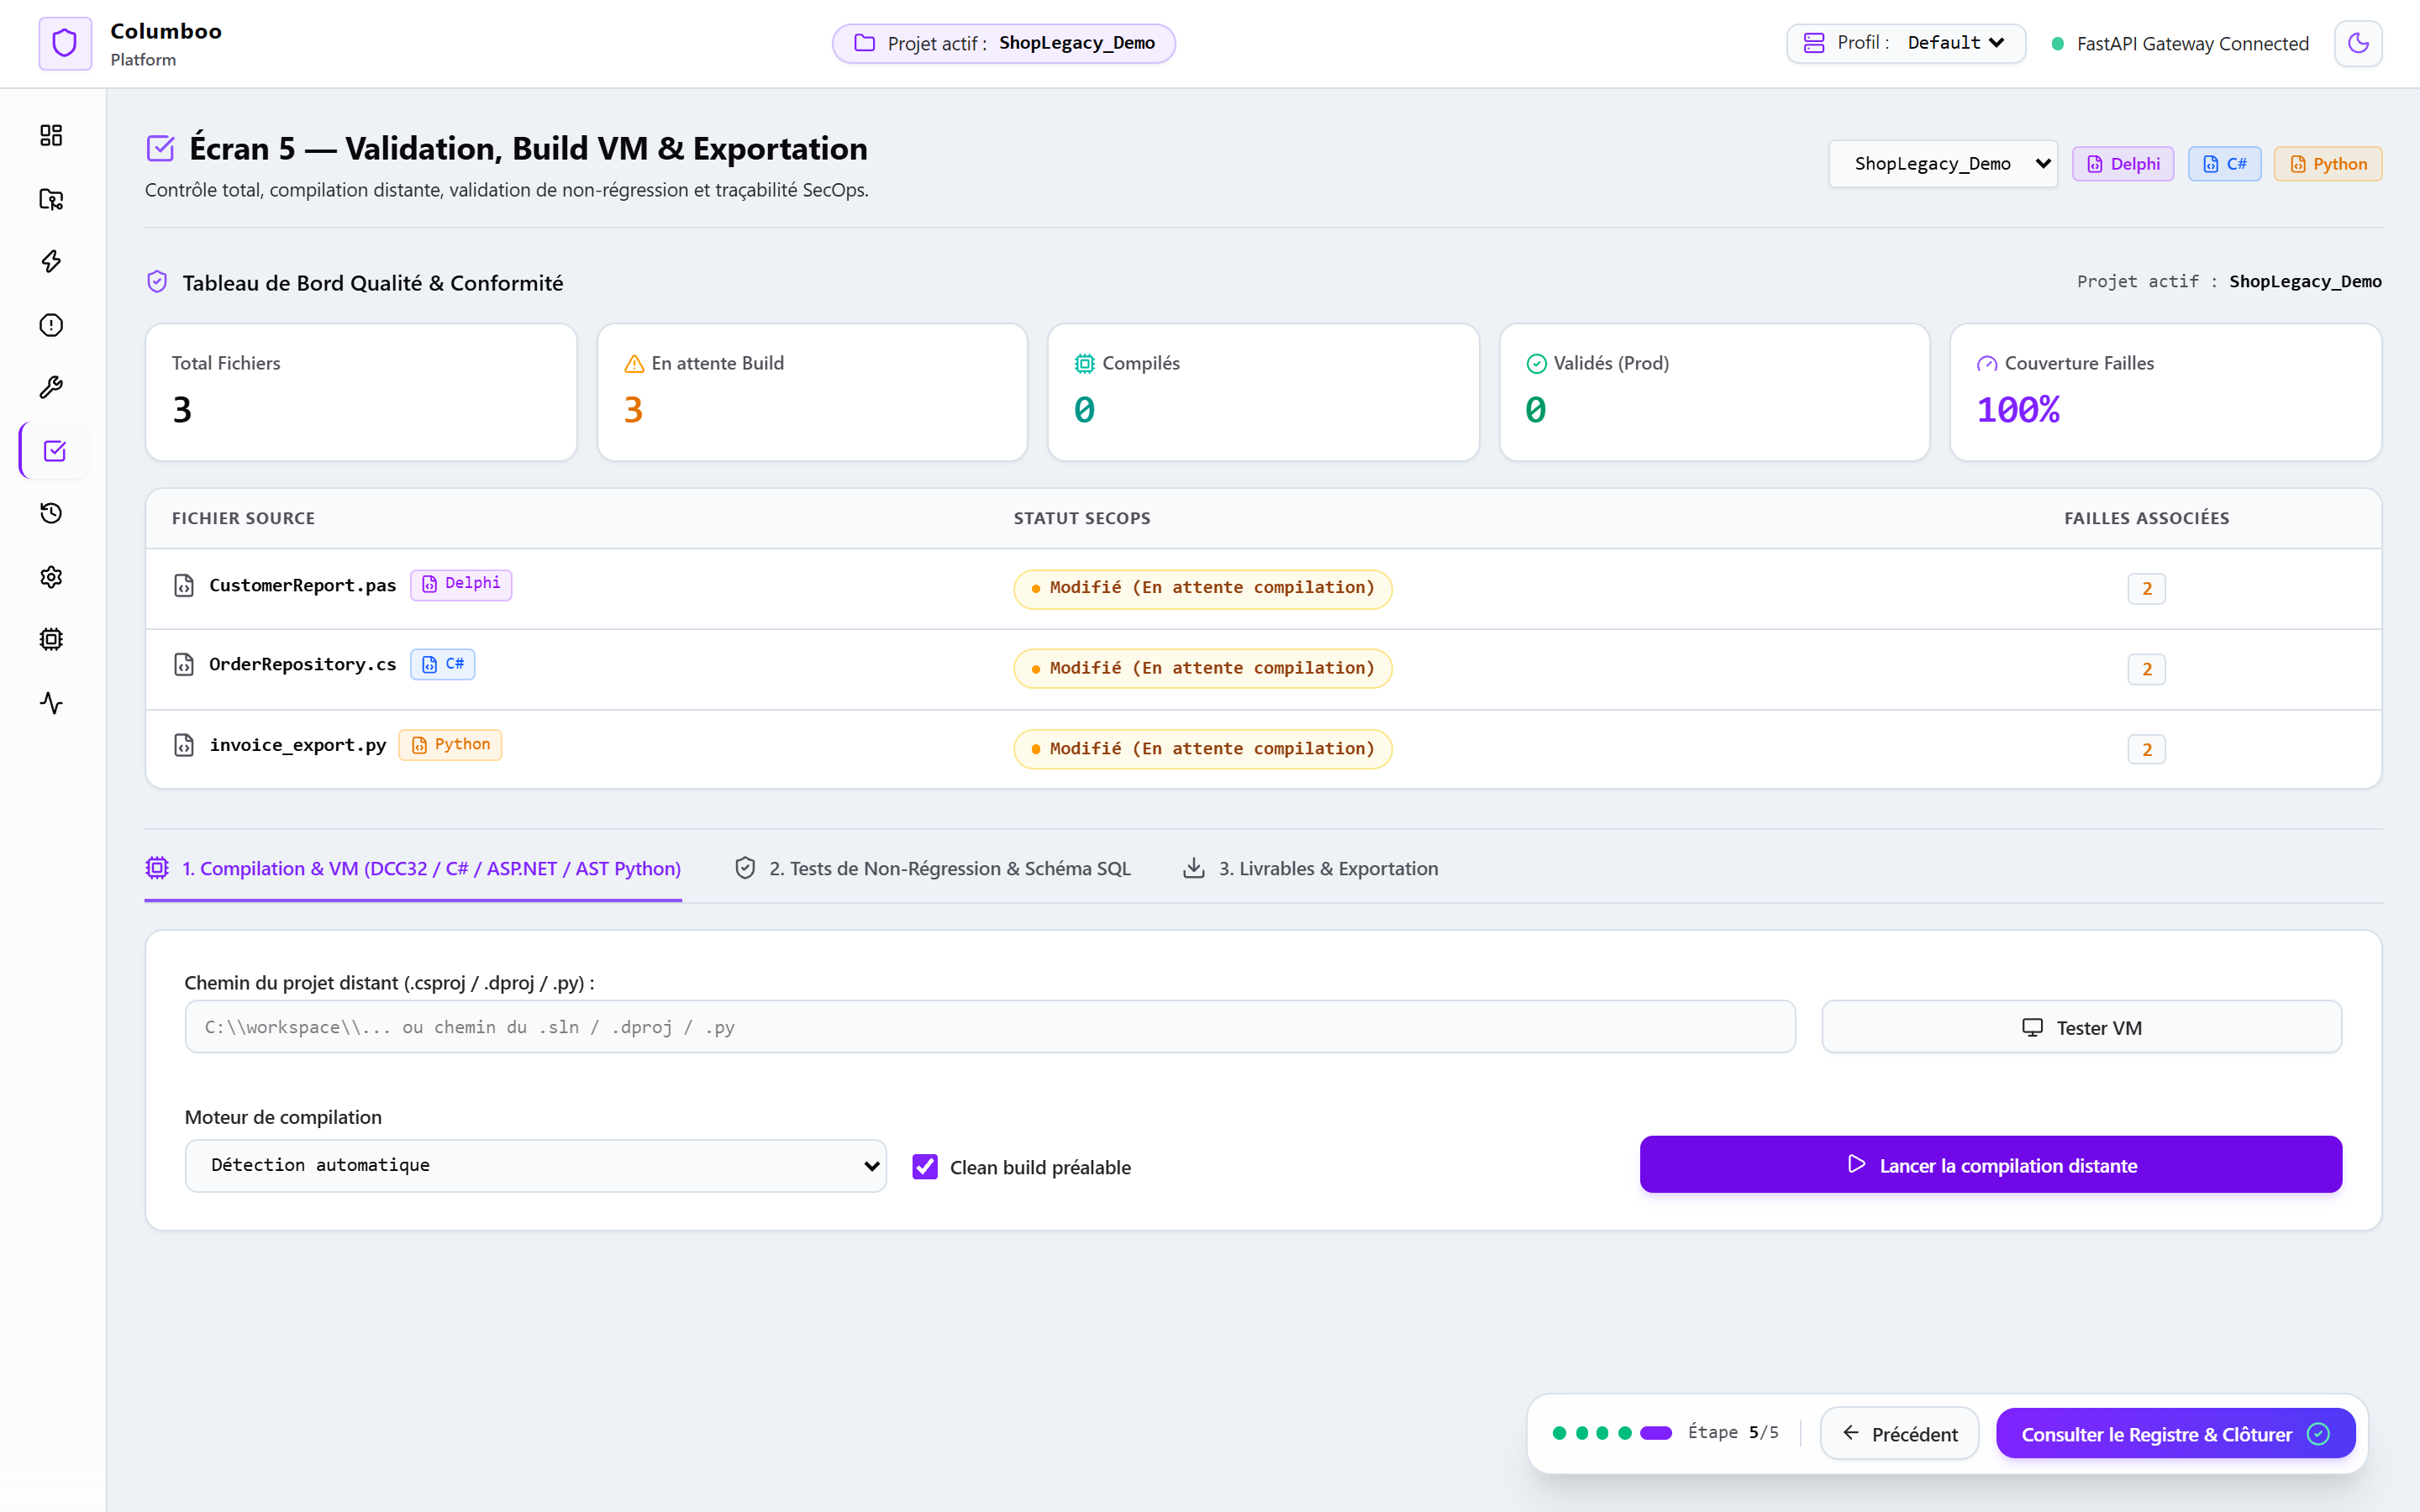 Columboo
Platform
Projet actif : ShopLegacy_Demo
Profil : Default
FastAPI Gateway Connected
Écran 5 — Validation, Build VM & Exportation
Contrôle total, compilation distante, validation de non-régression et traçabilité SecOps.
ShopLegacy_Demo
Delphi
C#
Python
Tableau de Bord Qualité & Conformité
Projet actif : ShopLegacy_Demo
Total Fichiers
3
En attente Build
3
Compilés
0
Validés (Prod)
0
Couverture Failles
100%
FICHIER SOURCE
STATUT SECOPS
FAILLES ASSOCIÉES
CustomerReport.pas
Delphi
Modifié (En attente compilation)
2
OrderRepository.cs
C#
Modifié (En attente compilation)
2
invoice_export.py
Python
Modifié (En attente compilation)
2
1. Compilation & VM (DCC32 / C# / ASP.NET / AST Python)
2. Tests de Non-Régression & Schéma SQL
3. Livrables & Exportation
Chemin du projet distant (.csproj / .dproj / .py) :
C:\\workspace\\... ou chemin du .sln / .dproj / .py
Tester VM
Moteur de compilation
Détection automatique
Clean build préalable
Lancer la compilation distante
Étape 5/5
Précédent
Consulter le Registre & Clôturer